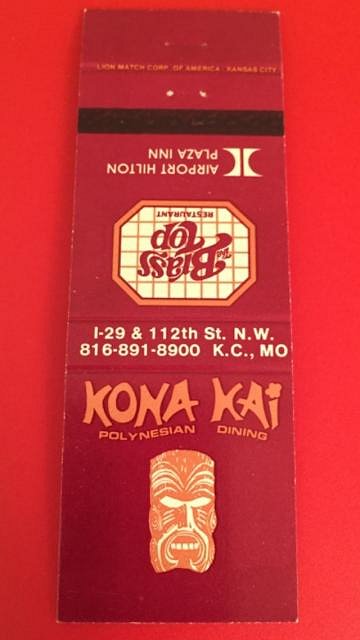 LION MATCH CORP. OF AMERICA KANSAS CITY
AIRPORT HILTON
PLAZA INN
The
Brass
Top
RESTAURANT
I-29 & 112th St. N.W.
816-891-8900 K.C., MO
KONA KAI
POLYNESIAN DINING